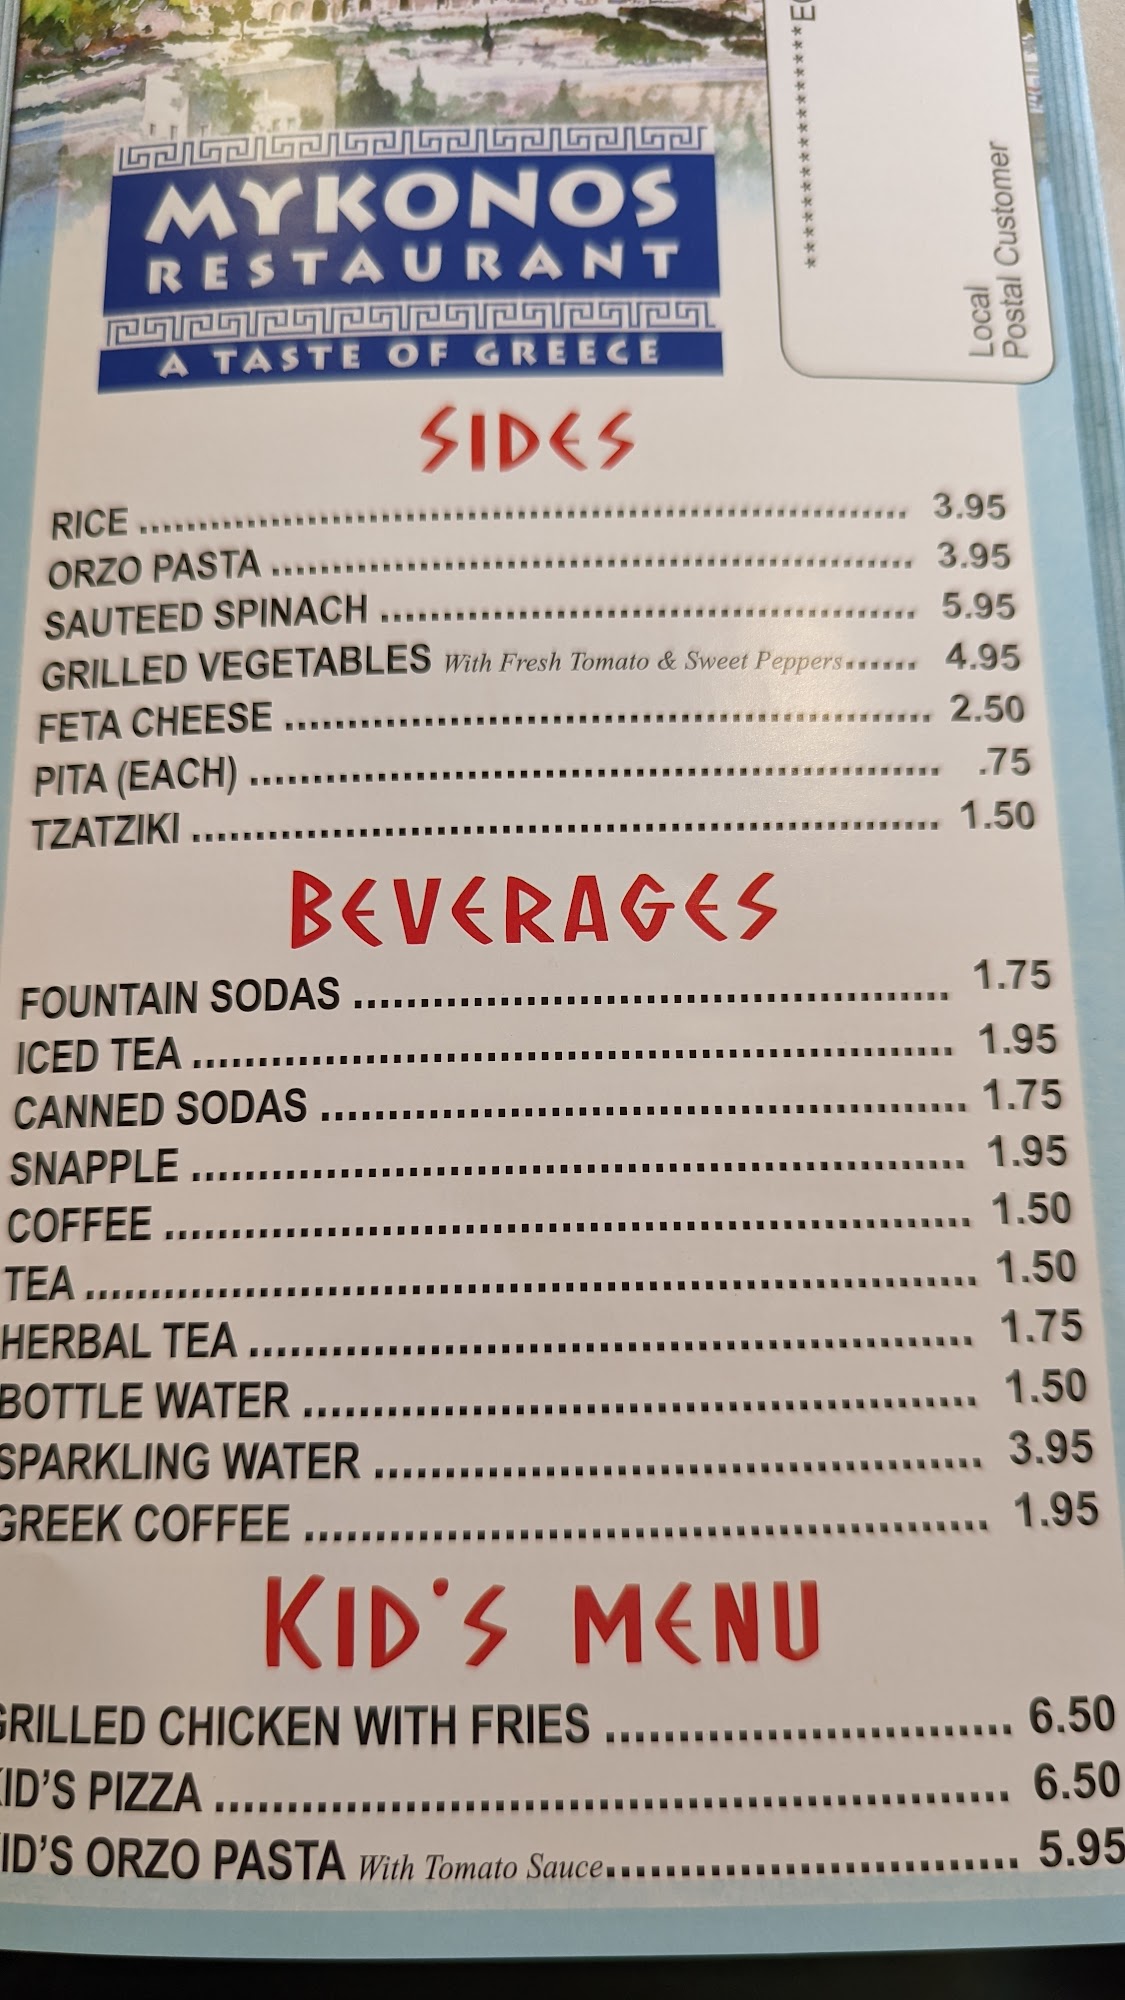 MYKONOS
RESTAURANT
A TASTE OF GREECE
Local
Postal Customer
SIDES
RICE 3.95
ORZO PASTA 3.95
SAUTEED SPINACH 5.95
GRILLED VEGETABLES With Fresh Tomato & Sweet Peppers 4.95
FETA CHEESE 2.50
PITA (EACH) .75
TZATZIKI 1.50
BEVERAGES
FOUNTAIN SODAS 1.75
ICED TEA 1.95
CANNED SODAS 1.75
SNAPPLE 1.95
COFFEE 1.50
TEA 1.50
HERBAL TEA 1.75
BOTTLE WATER 1.50
SPARKLING WATER 3.95
GREEK COFFEE 1.95
KID'S MENU
GRILLED CHICKEN WITH FRIES 6.50
KID'S PIZZA 6.50
KID'S ORZO PASTA With Tomato Sauce 5.95